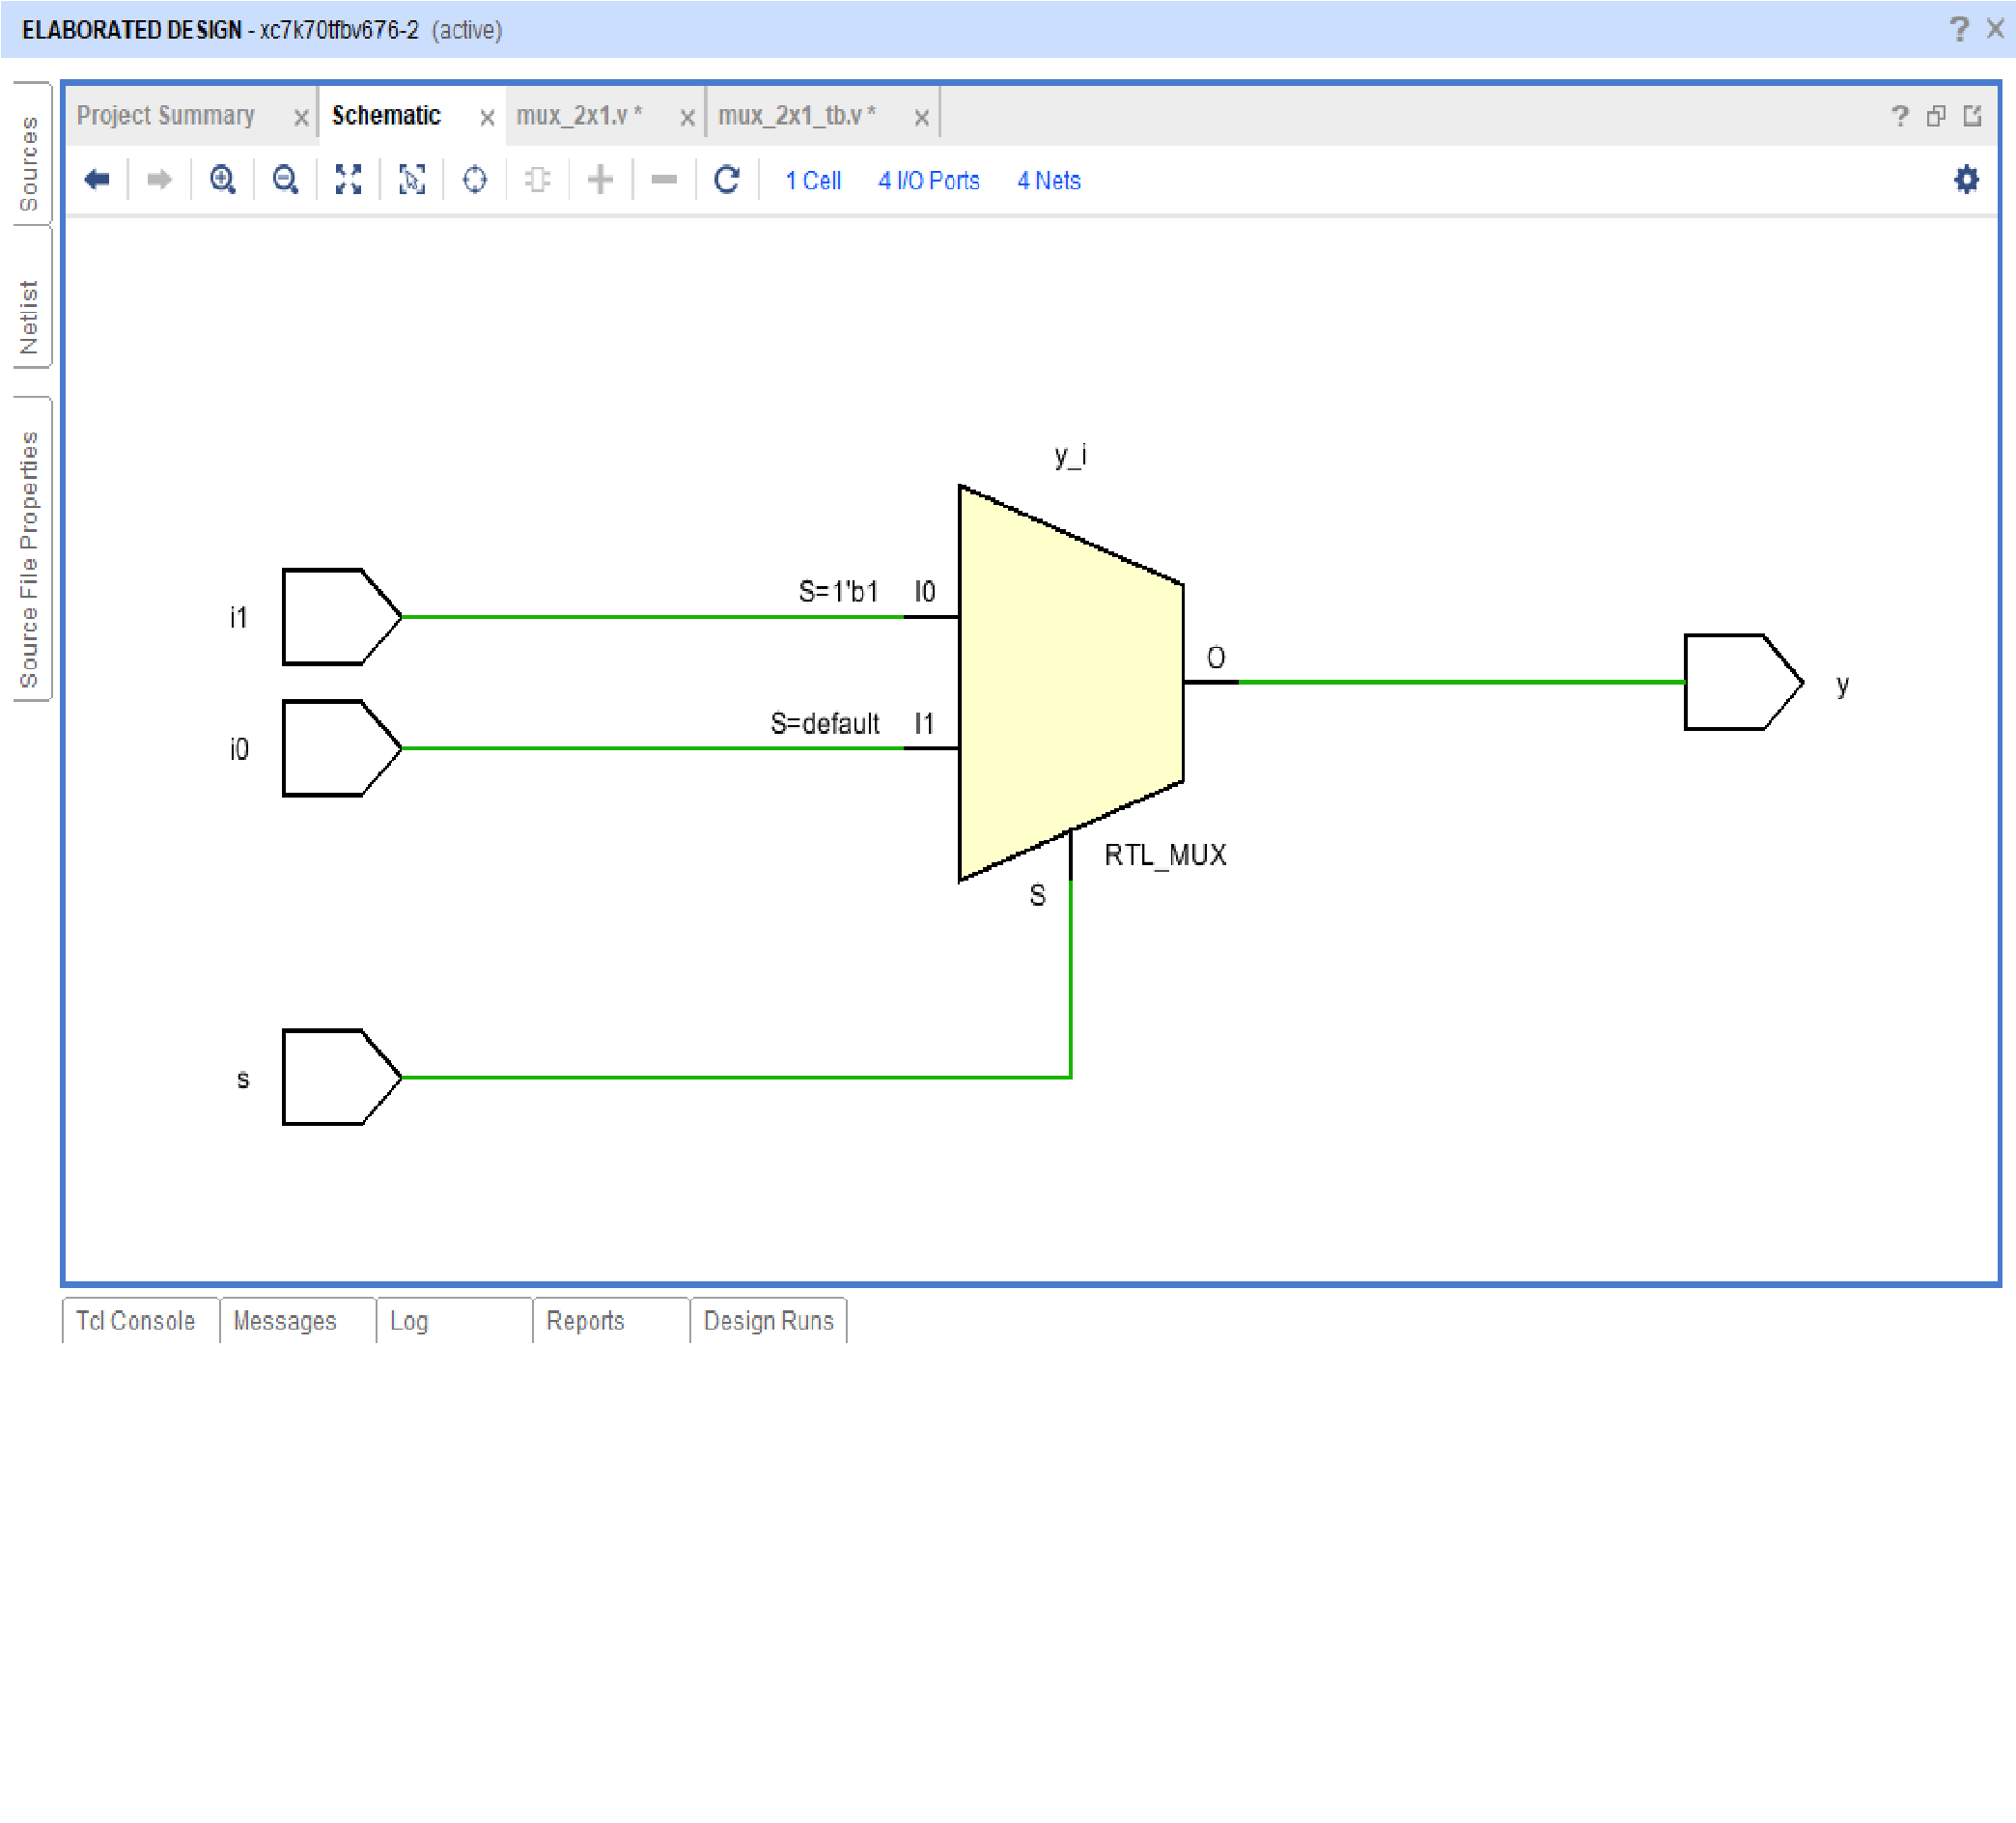 ELABORATED DESIGN - xc7k70tfbv676-2 (active)
Sources
Netlist
Source File Properties
Project Summary
Schematic
mux_2x1.v *
mux_2x1_tb.v *
1 Cell
4 I/O Ports
4 Nets
y_i
i1
S=1'b1 I0
i0
S=default I1
O
y
RTL_MUX
S
s
Tcl Console
Messages
Log
Reports
Design Runs